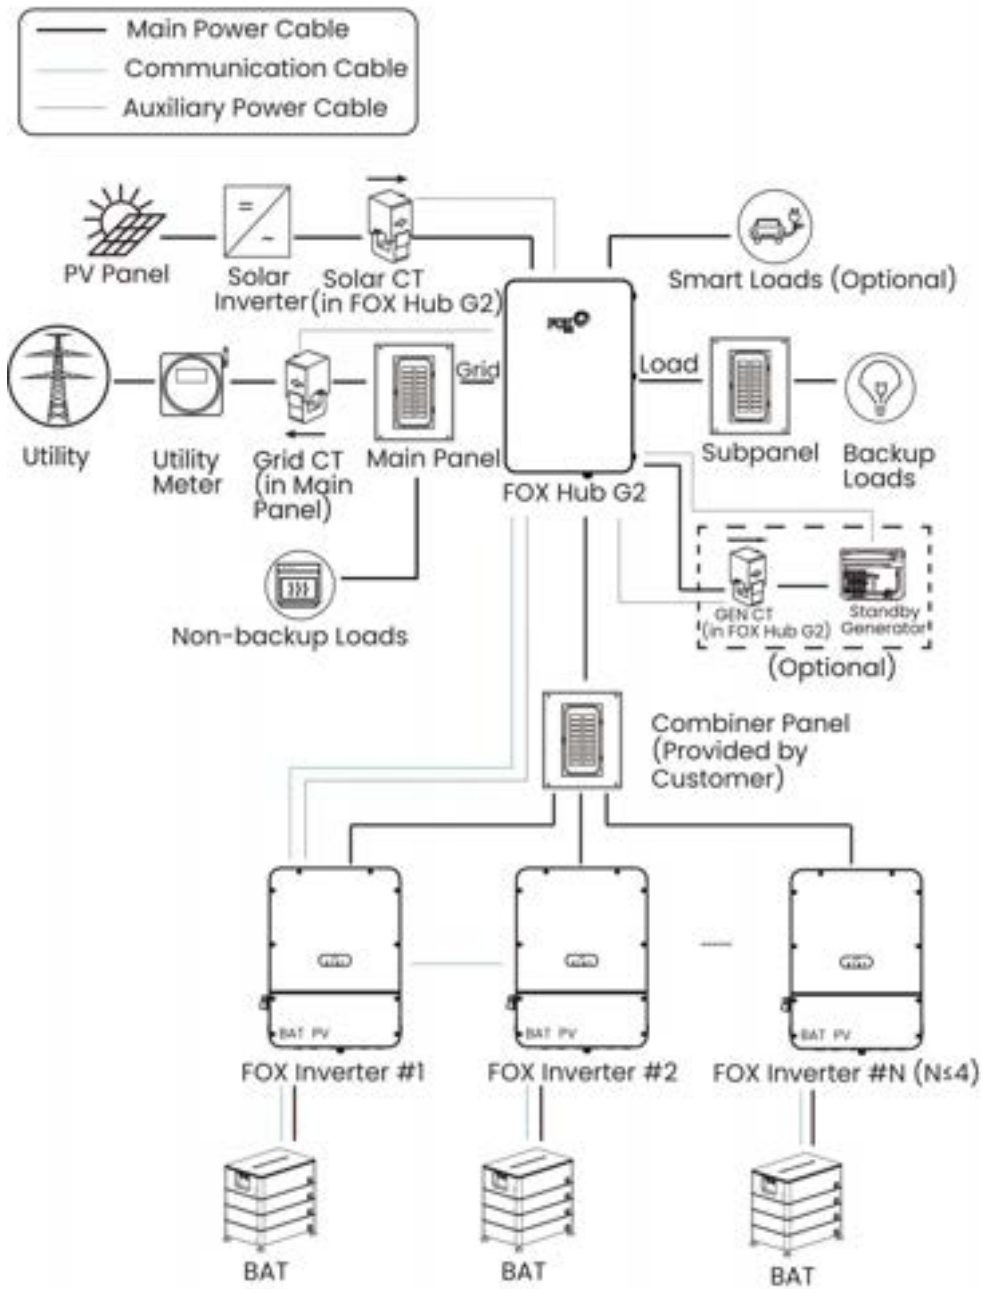 Main Power Cable
Communication Cable
Auxiliary Power Cable
PV Panel
Solar
Inverter
Solar CT
(in FOX Hub G2)
Smart Loads (Optional)
FOX
Grid
Load
Utility
Utility
Meter
Grid CT
(in Main
Panel)
Main Panel
FOX Hub G2
Subpanel
Backup
Loads
Non-backup Loads
GEN CT
(in FOX Hub G2)
Standby
Generator
(Optional)
Combiner Panel
(Provided by
Customer)
BAT PV
BAT PV
BAT PV
FOX Inverter #1
FOX Inverter #2
FOX Inverter #N (N≤4)
BAT
BAT
BAT